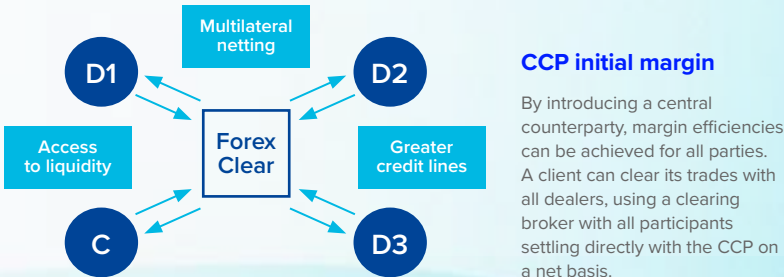 Multilateral
netting
D1
D2
Access
to liquidity
Forex
Clear
Greater
credit lines
C
D3
CCP initial margin
By introducing a central
counterparty, margin efficiencies
can be achieved for all parties.
A client can clear its trades with
all dealers, using a clearing
broker with all participants
settling directly with the CCP on
a net basis.